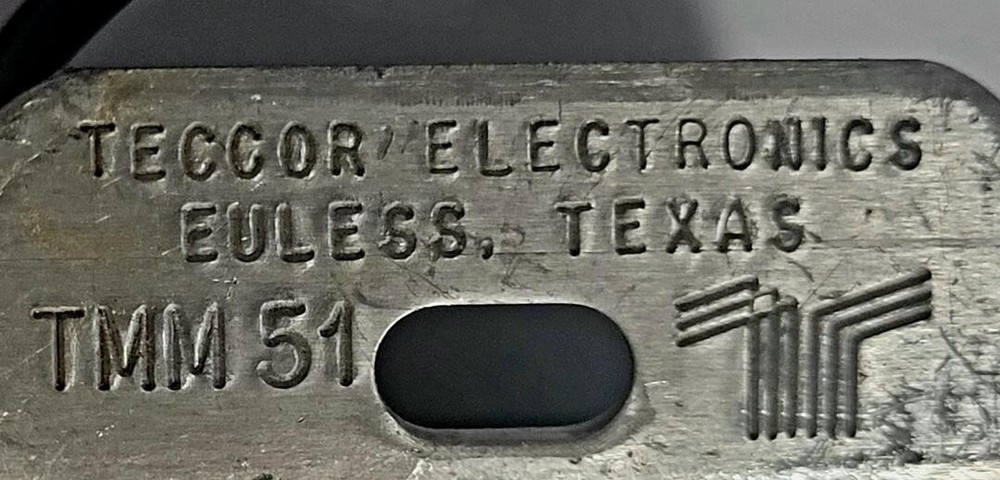 TECCOR ELECTRONICS
EULESS, TEXAS
TMM 51